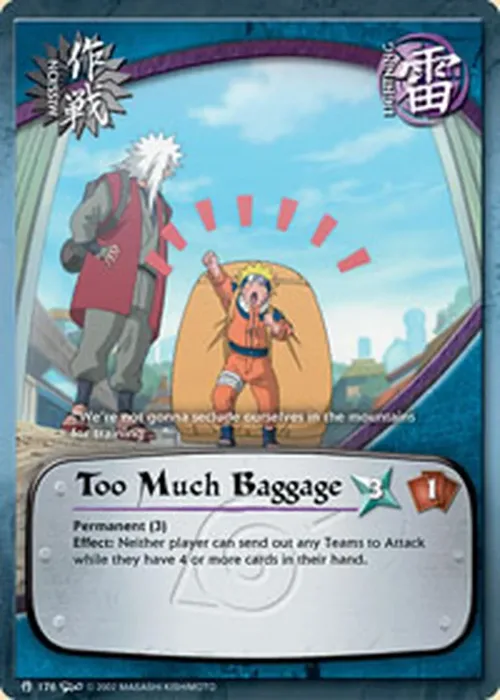 作戦
MISSION
雷
LIGHTNING
"We're not gonna seclude ourselves in the mountains
for training."
Too Much Baggage 3 1
Permanent (3)
Effect: Neither player can send out any Teams to Attack
while they have 4 or more cards in their hand.
176 © 2002 MASASHI KISHIMOTO